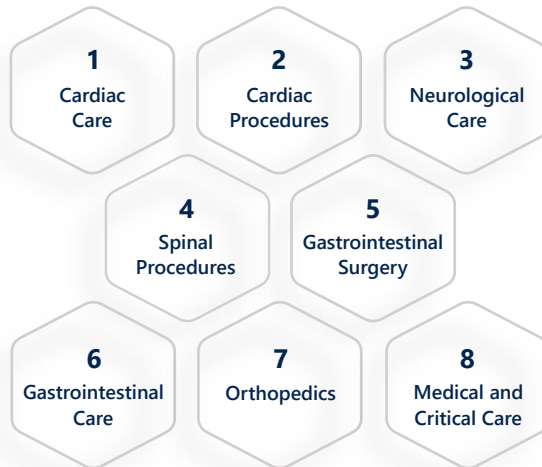 1
Cardiac
Care
2
Cardiac
Procedures
3
Neurological
Care
4
Spinal
Procedures
5
Gastrointestinal
Surgery
6
Gastrointestinal
Care
7
Orthopedics
8
Medical and
Critical Care